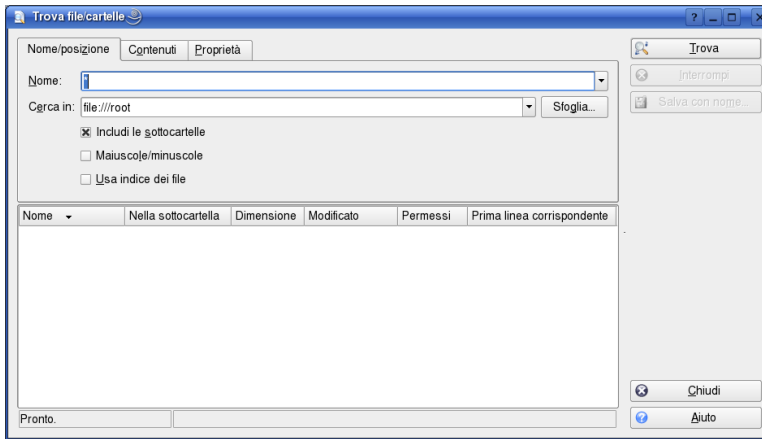 Trova file/cartelle
Nome/posizione Contenuti Proprietà
Nome: *
Cerca in: file:///root Sfoglia...
Includi le sottocartelle
Maiuscole/minuscole
Usa indice dei file
Nome Nella sottocartella Dimensione Modificato Permessi Prima linea corrispondente
Pronto.
Trova
Interrompi
Salva con nome...
Chiudi
Aiuto